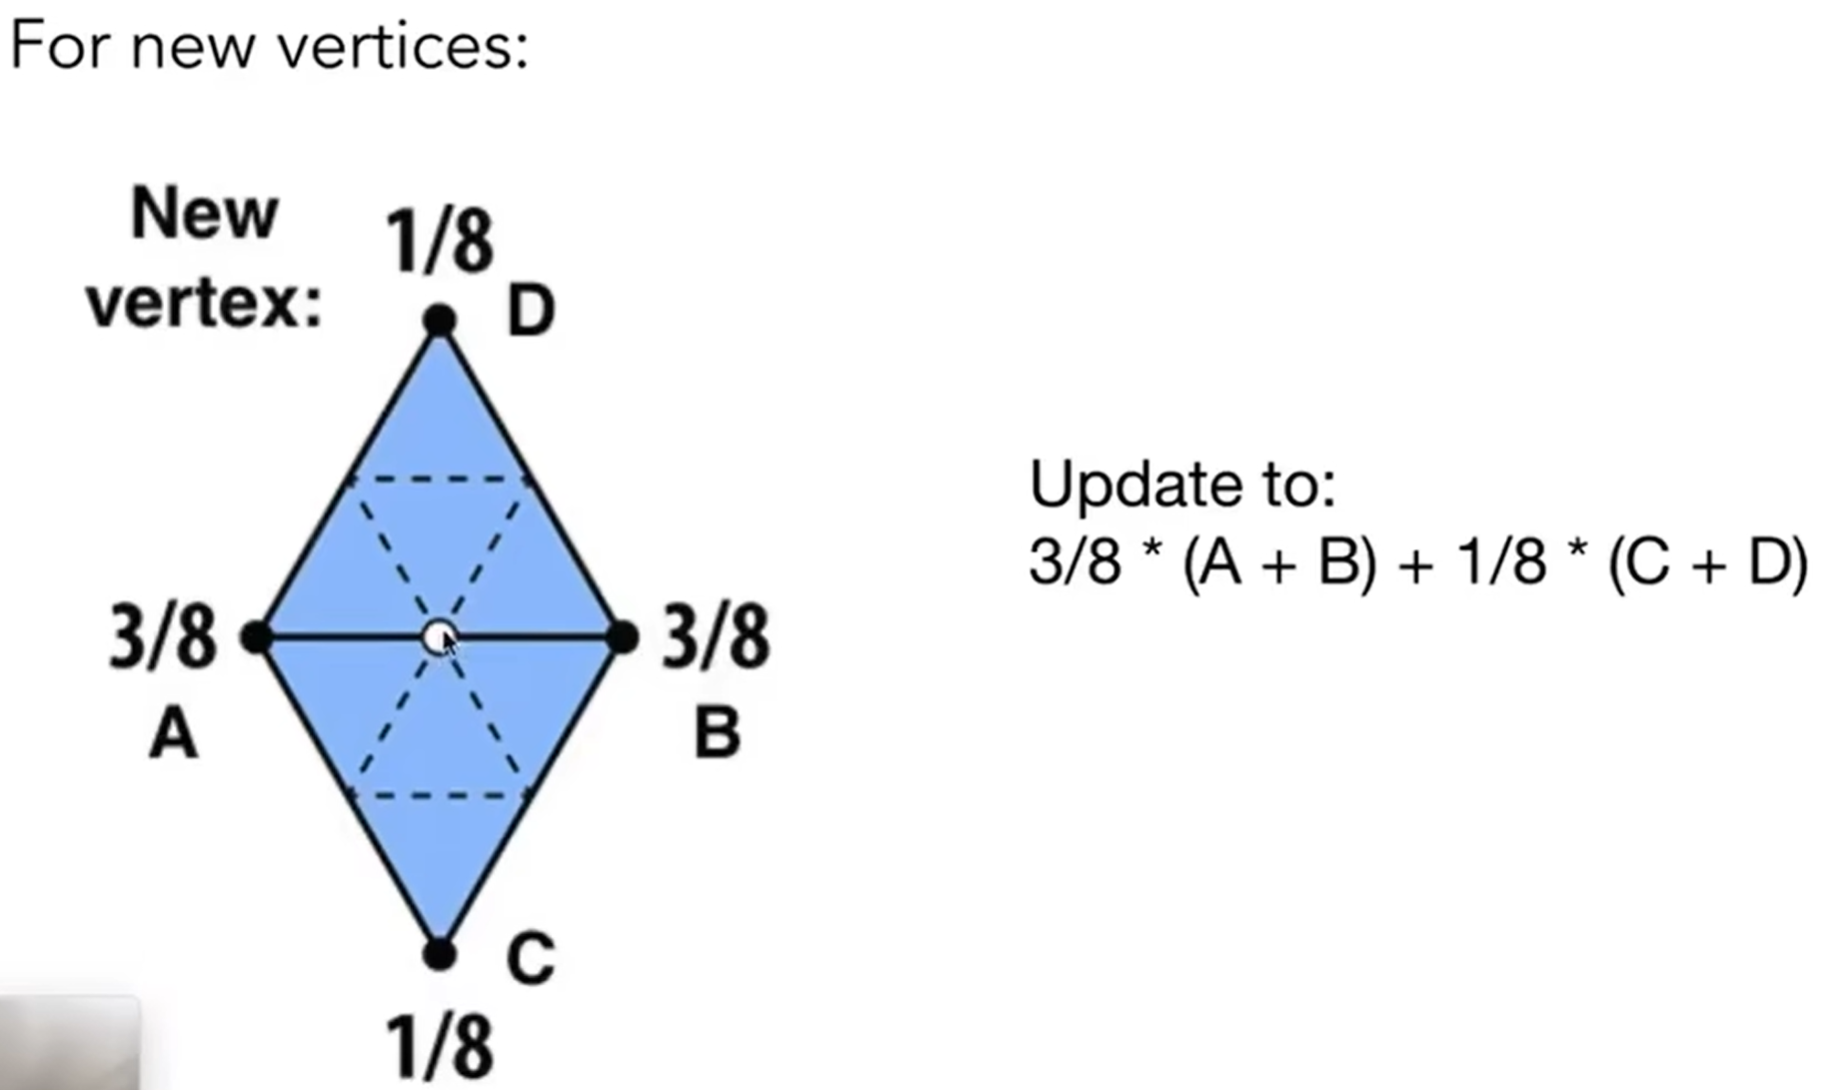 For new vertices:
New
vertex:
1/8
D
3/8
A
3/8
B
C
1/8
Update to:
3/8 * (A + B) + 1/8 * (C + D)